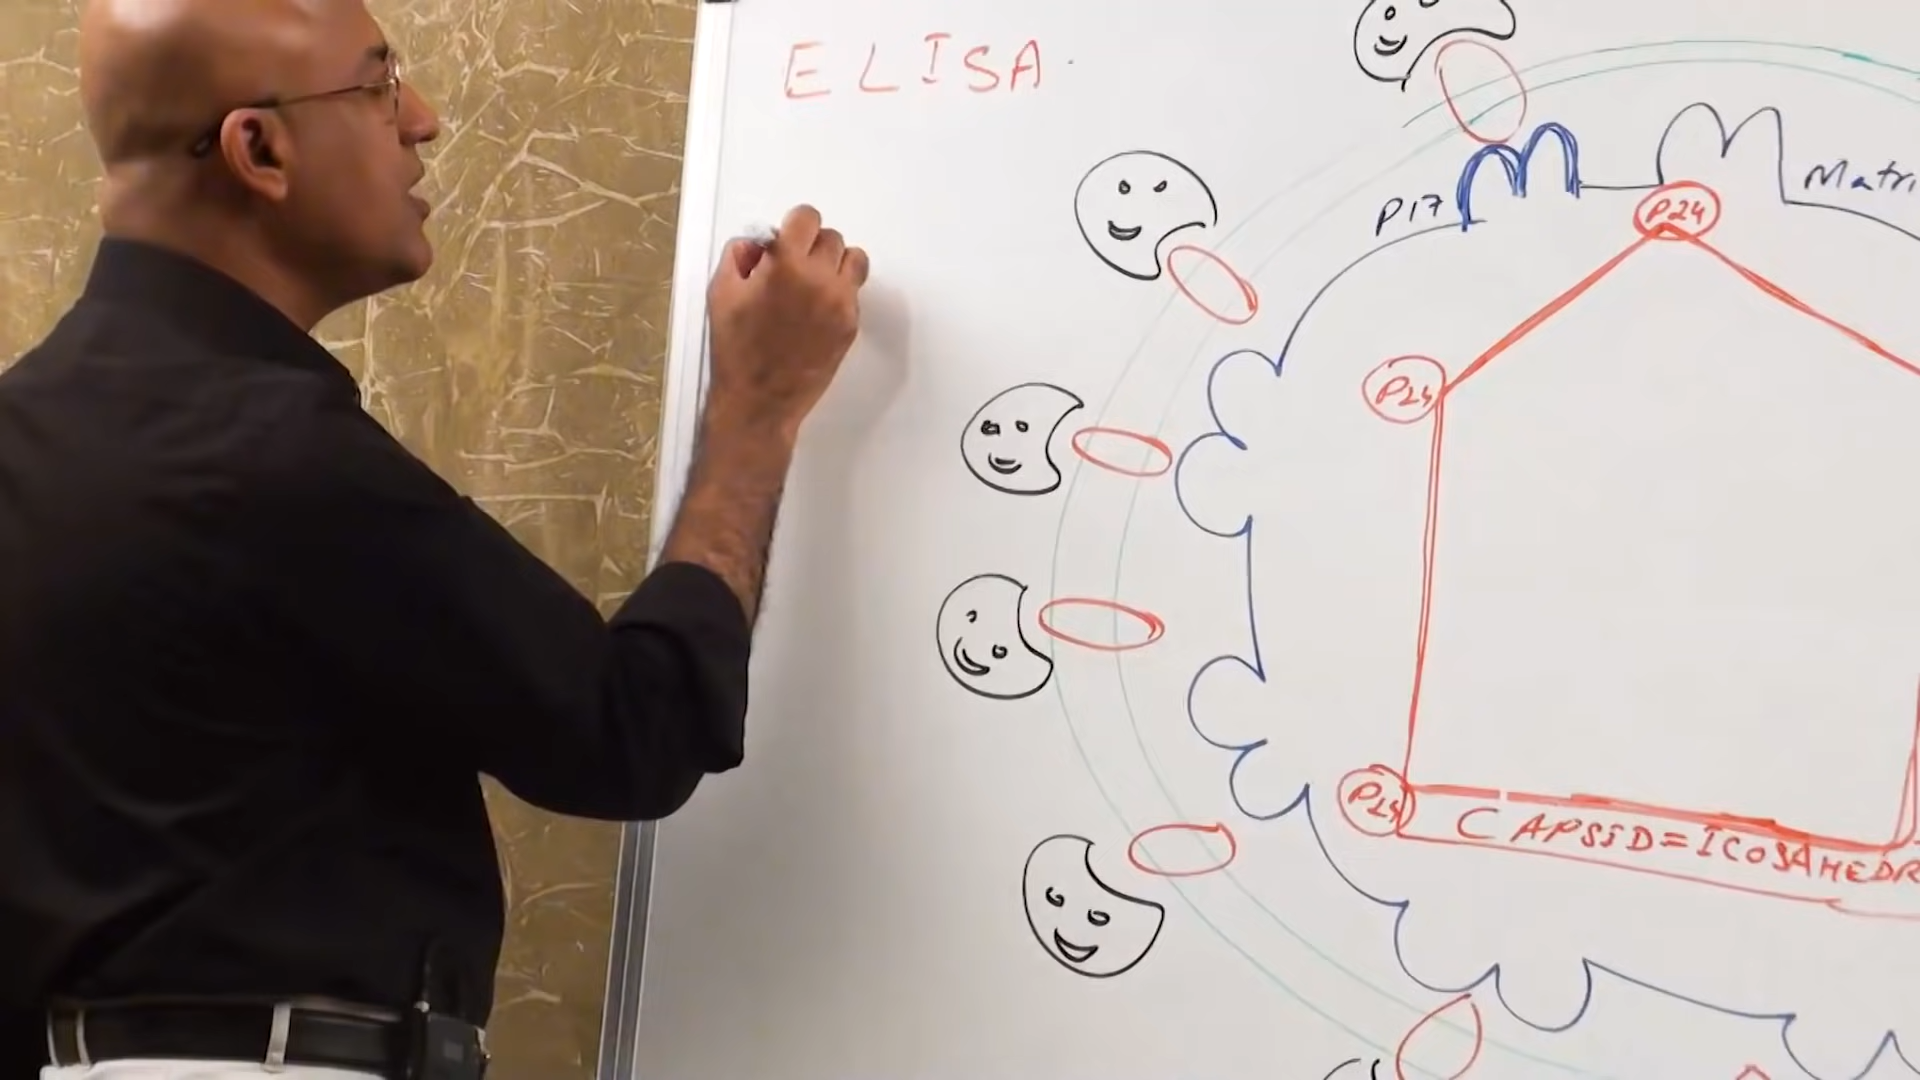 ELISA
P17
Matri
P24
P24
P24
CAPSID=ICOSAHEDR